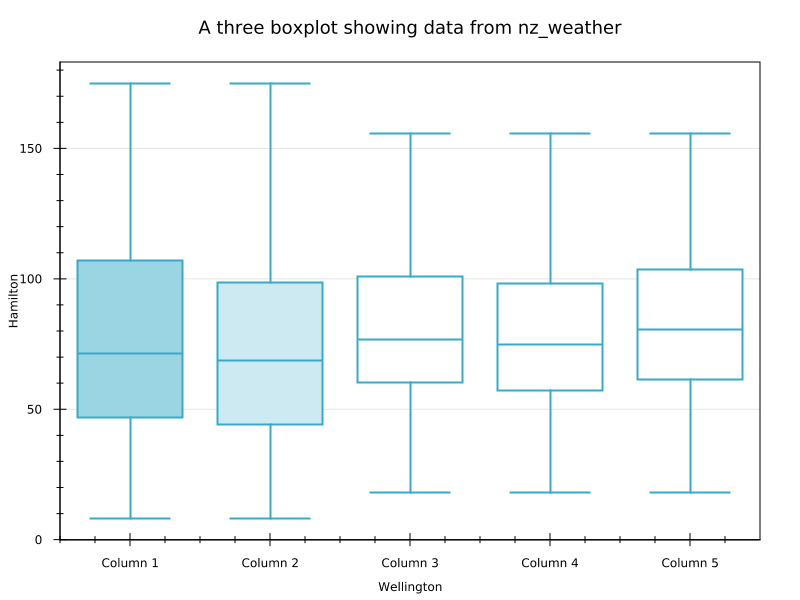 A three boxplot showing data from nz_weather
Hamilton
150
100
50
0
Column 1
Column 2
Column 3
Column 4
Column 5
Wellington